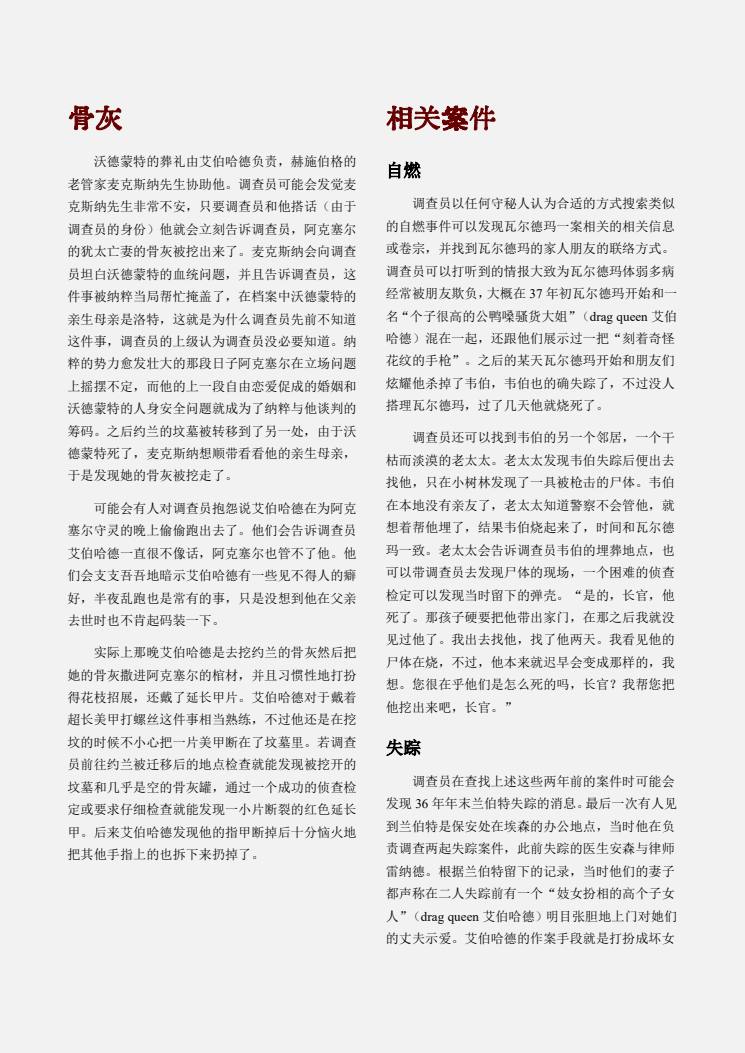 骨灰
沃德蒙特的葬礼由艾伯哈德负责，赫施伯格的
老管家麦克斯纳先生协助他。调查员可能会发觉麦
克斯纳先生非常不安，只要调查员和他搭话（由于
调查员的身份）他就会立刻告诉调查员，阿克塞尔
的犹太亡妻的骨灰被挖出来了。麦克斯纳会向调查
员坦白沃德蒙特的血统问题，并且告诉调查员，这
件事被纳粹当局帮忙掩盖了，在档案中沃德蒙特的
亲生母亲是洛特，这就是为什么调查员先前不知道
这件事，调查员的上级认为调查员没必要知道。纳
粹的势力愈发壮大的那段日子阿克塞尔在立场问题
上摇摆不定，而他的上一段自由恋爱促成的婚姻和
沃德蒙特的人身安全问题就成为了纳粹与他谈判的
筹码。之后约兰的坟墓被转移到了另一处，由于沃
德蒙特死了，麦克斯纳想顺带看看他的亲生母亲，
于是发现她的骨灰被挖走了。
可能会有人对调查员抱怨说艾伯哈德在为阿克
塞尔守灵的晚上偷偷跑出去了。他们会告诉调查员
艾伯哈德一直很不像话，阿克塞尔也管不了他。他
们会支支吾吾地暗示艾伯哈德有一些见不得人的癖
好，半夜乱跑也是常有的事，只是没想到他在父亲
去世时也不肯起码装一下。
实际上那晚艾伯哈德是去挖约兰的骨灰然后把
她的骨灰撒进阿克塞尔的棺材，并且习惯性地打扮
得花枝招展，还戴了延长甲片。艾伯哈德对于戴着
超长美甲打螺丝这件事相当熟练，不过他还是在挖
坟的时候不小心把一片美甲断在了坟墓里。若调查
员前往约兰被迁移后的地点检查就能发现被挖开的
坟墓和几乎是空的骨灰罐，通过一个成功的侦查检
定或要求仔细检查就能发现一小片断裂的红色延长
甲。后来艾伯哈德发现他的指甲断掉后十分恼火地
把其他手指上的也拆下来扔掉了。
相关案件
自燃
调查员以任何守秘人认为合适的方式搜索类似
的自燃事件可以发现瓦尔德玛一案相关的相关信息
或卷宗，并找到瓦尔德玛的家人朋友的联络方式。
调查员可以打听到的情报大致为瓦尔德玛体弱多病
经常被朋友欺负，大概在 37 年初瓦尔德玛开始和一
名“个子很高的公鸭嗓骚货大姐”（drag queen 艾伯
哈德）混在一起，还跟他们展示过一把“刻着奇怪
花纹的手枪”。之后的某天瓦尔德玛开始和朋友们
炫耀他杀掉了韦伯，韦伯也的确失踪了，不过没人
搭理瓦尔德玛，过了几天他就烧死了。
调查员还可以找到韦伯的另一个邻居，一个干
枯而淡漠的老太太。老太太发现韦伯失踪后便出去
找他，只在小树林发现了一具被枪击的尸体。韦伯
在本地没有亲友了，老太太知道警察不会管他，就
想着帮他埋了，结果韦伯烧起来了，时间和瓦尔德
玛一致。老太太会告诉调查员韦伯的埋葬地点，也
可以带调查员去发现尸体的现场，一个困难的侦查
检定可以发现当时留下的弹壳。“是的，长官，他
死了。那孩子硬要把他带出家门，在那之后我就没
见过他了。我出去找他，找了他两天。我看见他的
尸体在烧，不过，他本来就迟早会变成那样的，我
想。您很在乎他们是怎么死的吗，长官？我帮您把
他挖出来吧，长官。”
失踪
调查员在查找上述这些两年前的案件时可能会
发现 36 年年末兰伯特失踪的消息。最后一次有人见
到兰伯特是保安处在埃森的办公地点，当时他在负
责调查两起失踪案件，此前失踪的医生安森与律师
雷纳德。根据兰伯特留下的记录，当时他们的妻子
都声称在二人失踪前有一个“妓女扮相的高个子女
人”（drag queen 艾伯哈德）明目张胆地上门对她们
的丈夫示爱。艾伯哈德的作案手段就是打扮成坏女